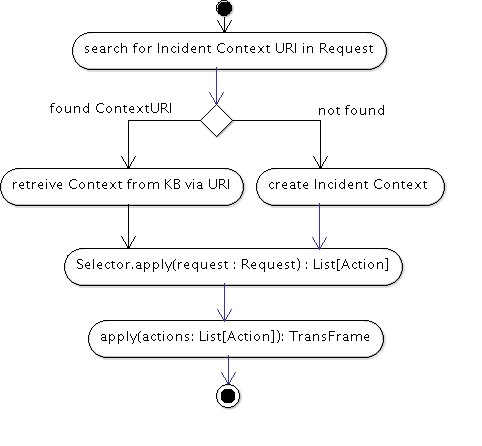 search for Incident Context URI in Request
found ContextURI
not found
retreive Context from KB via URI
create Incident Context
Selector.apply(request : Request) : List[Action]
apply(actions: List[Action]): TransFrame